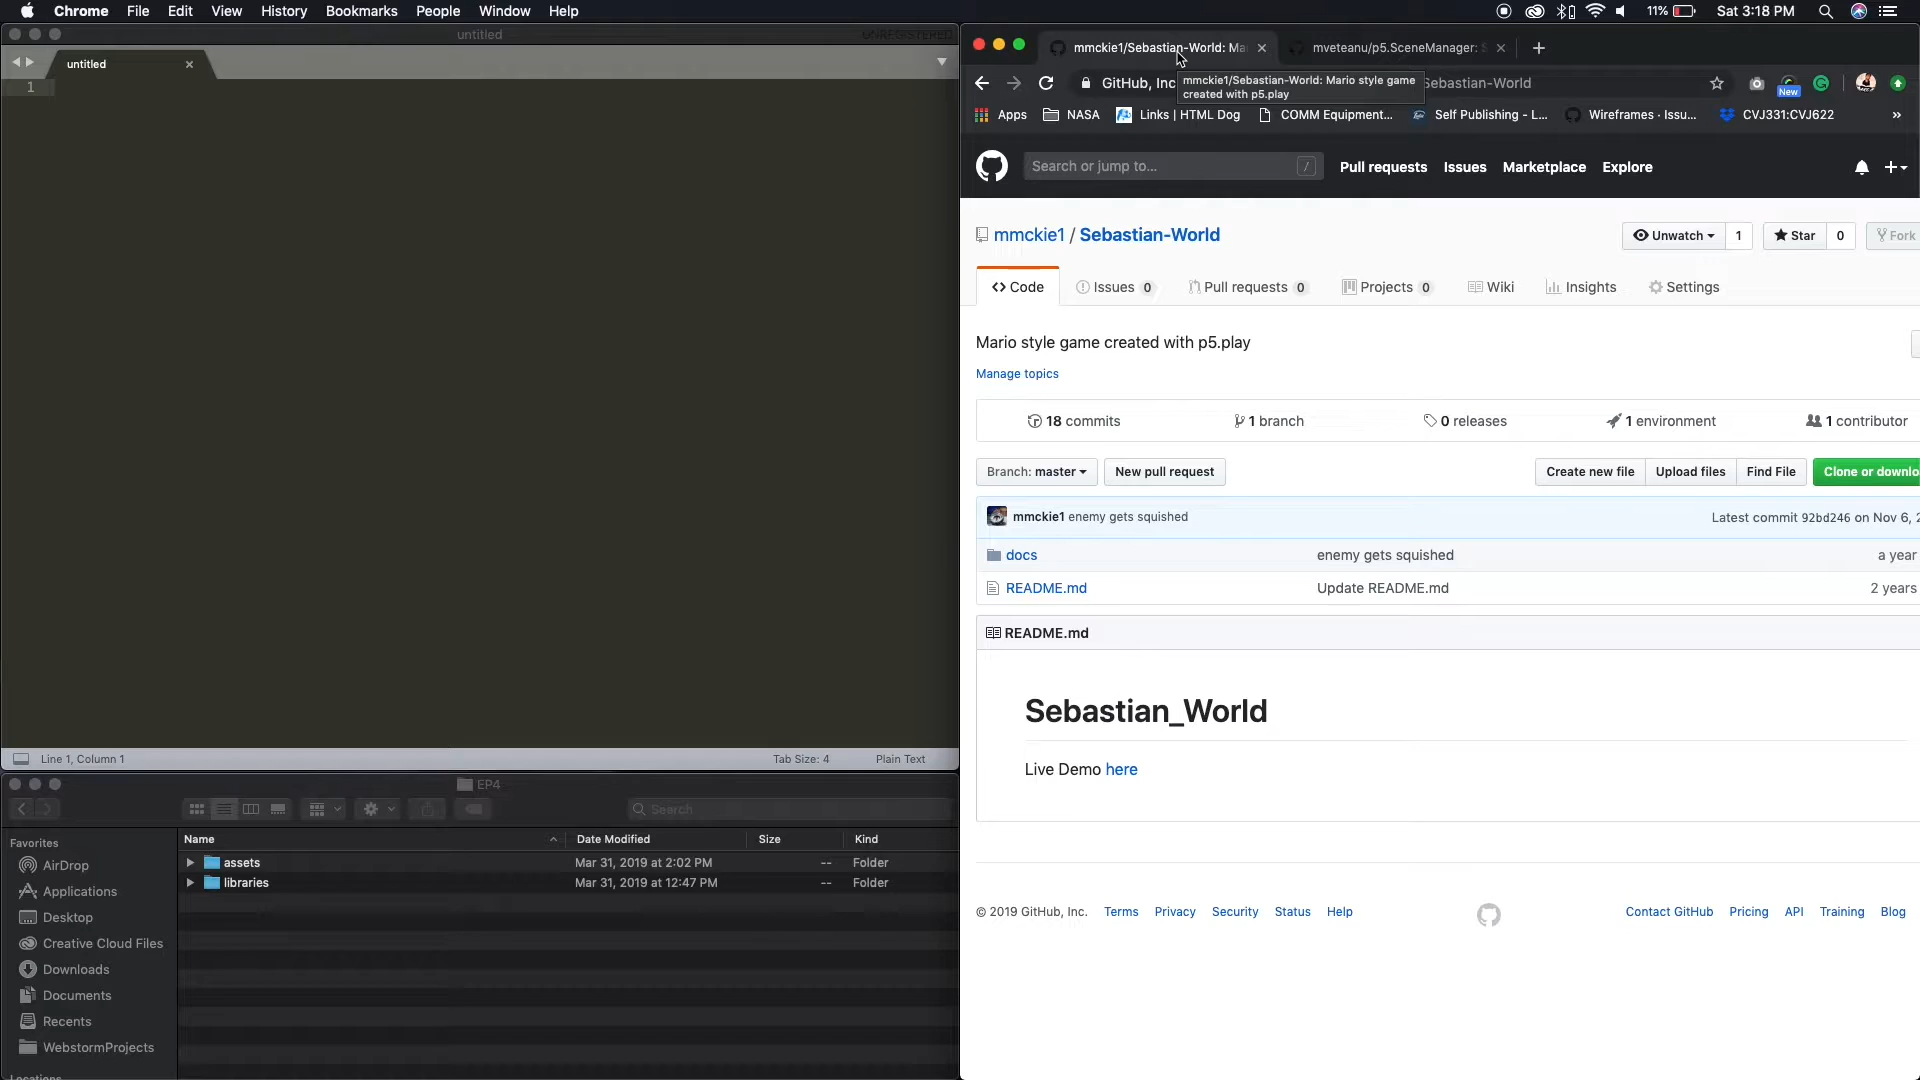 Chrome File Edit View History Bookmarks People Window Help
11% Sat 3:18 PM
untitled
UNREGISTERED
untitled
1
Line 1, Column 1
Tab Size: 4
Plain Text
EP4
Search
Name
Date Modified
Size
Kind
Favorites
AirDrop
Applications
Desktop
Creative Cloud Files
Downloads
Documents
Recents
WebstormProjects
Locations
assets Mar 31, 2019 at 2:02 PM -- Folder
libraries Mar 31, 2019 at 12:47 PM -- Folder
mmckie1/Sebastian-World: Ma
mveteanu/p5.SceneManager: S
GitHub, Inc
Sebastian-World
New
mmckie1/Sebastian-World: Mario style game
created with p5.play
Apps NASA Links | HTML Dog COMM Equipment... Self Publishing - L... Wireframes · Issu... CVJ331:CVJ622 »
Search or jump to... /
Pull requests Issues Marketplace Explore
mmckie1 / Sebastian-World
Unwatch 1 Star 0 Fork
Code Issues 0 Pull requests 0 Projects 0 Wiki Insights Settings
Mario style game created with p5.play
Manage topics
18 commits 1 branch 0 releases 1 environment 1 contributor
Branch: master New pull request Create new file Upload files Find File Clone or downlo
mmckie1 enemy gets squished Latest commit 92bd246 on Nov 6, 2
docs enemy gets squished a year
README.md Update README.md 2 years
README.md
Sebastian_World
Live Demo here
© 2019 GitHub, Inc. Terms Privacy Security Status Help
Contact GitHub Pricing API Training Blog